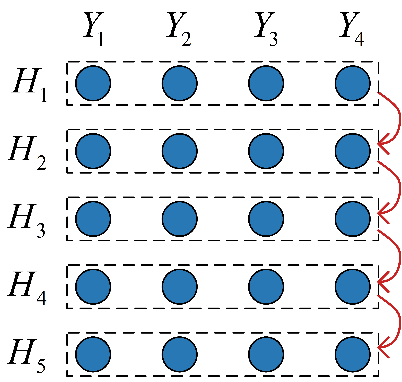 Y₁ Y₂ Y₃ Y₄
H₁
H₂
H₃
H₄
H₅